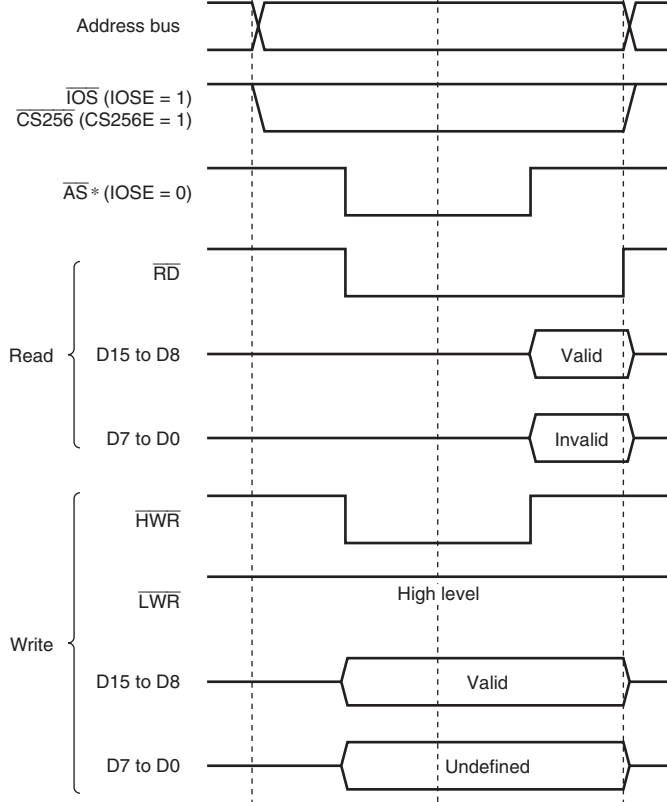 Address bus
IOS (IOSE = 1)
CS256 (CS256E = 1)
AS * (IOSE = 0)
RD
Read
D15 to D8
Valid
D7 to D0
Invalid
HWR
High level
LWR
Write
D15 to D8
Valid
D7 to D0
Undefined